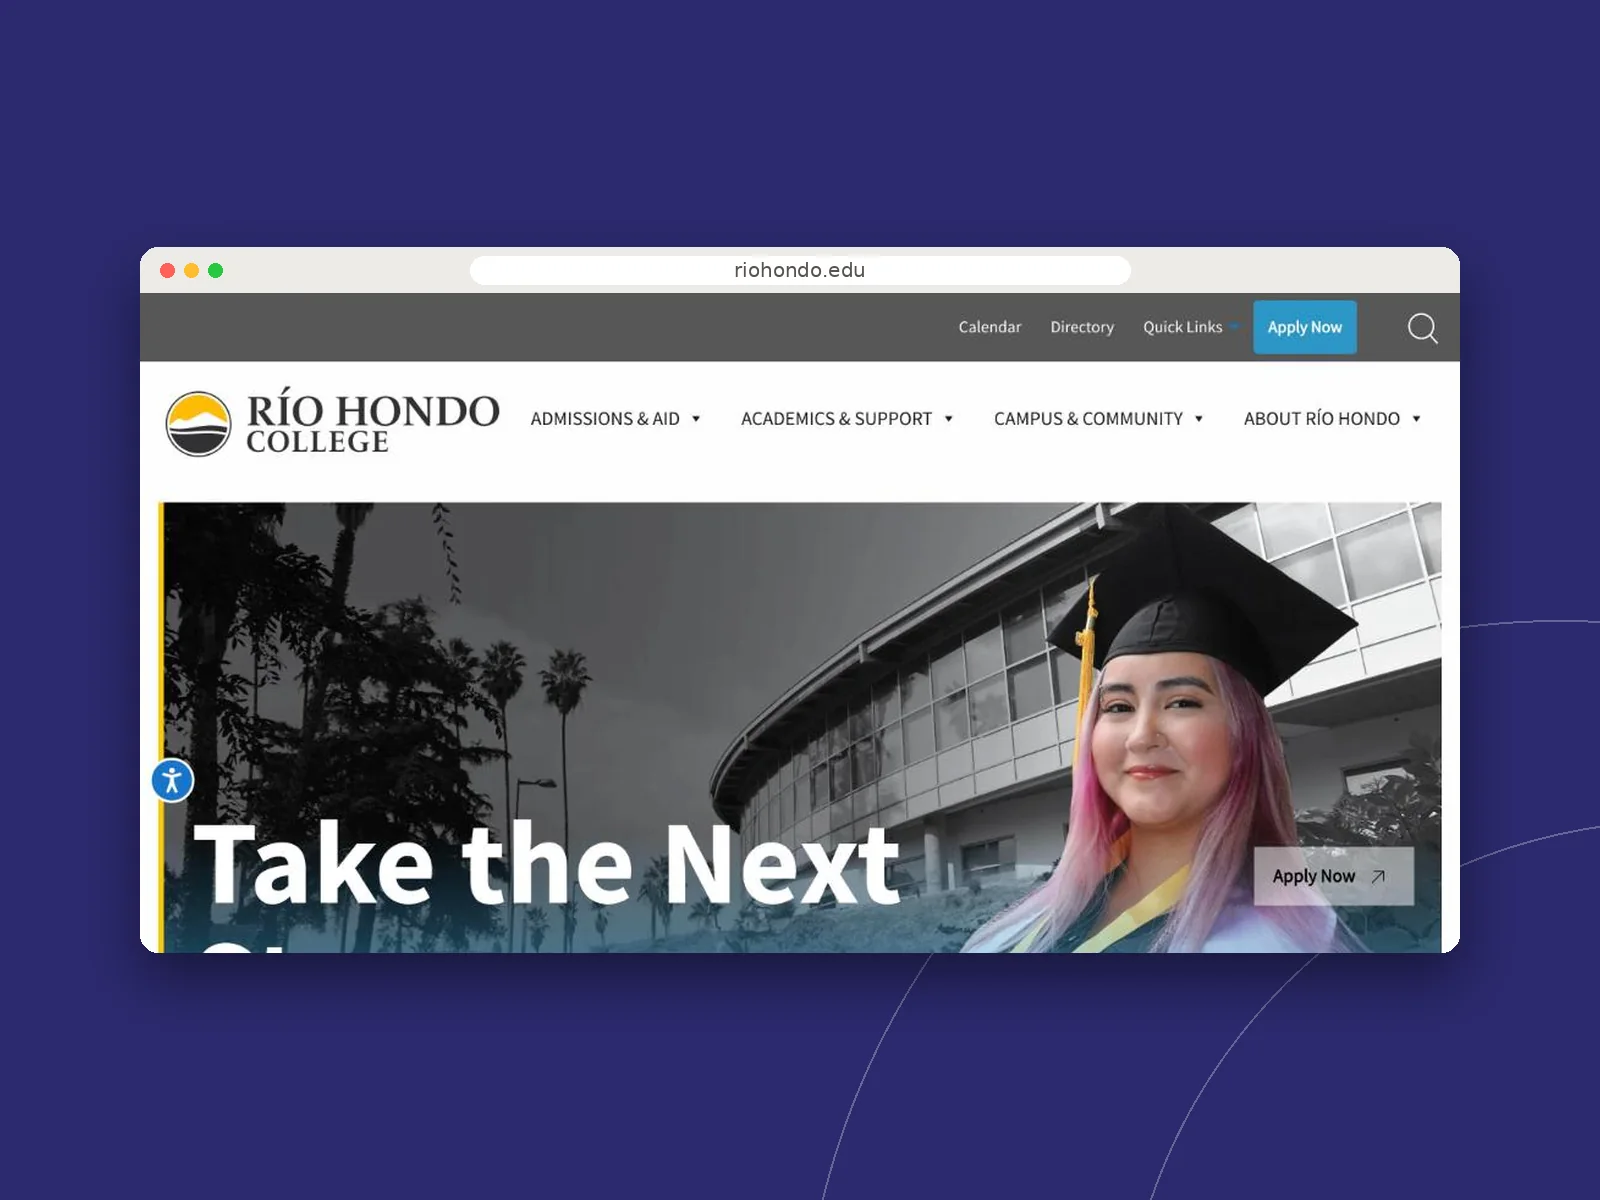 riohondo.edu
Calendar Directory Quick Links Apply Now
RÍO HONDO
COLLEGE
ADMISSIONS & AID ACADEMICS & SUPPORT CAMPUS & COMMUNITY ABOUT RÍO HONDO
Take the Next
Apply Now